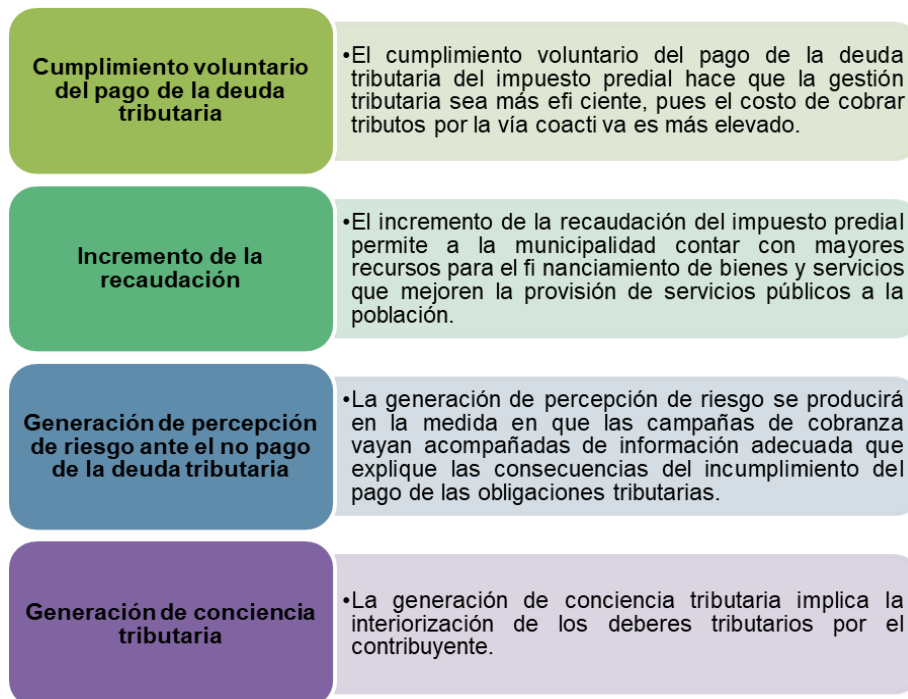 Cumplimiento voluntario
del pago de la deuda
tributaria
•El cumplimiento voluntario del pago de la deuda
tributaria del impuesto predial hace que la gestión
tributaria sea más efi ciente, pues el costo de cobrar
tributos por la vía coacti va es más elevado.
Incremento de la
recaudación
•El incremento de la recaudación del impuesto predial
permite a la municipalidad contar con mayores
recursos para el fi nanciamiento de bienes y servicios
que mejoren la provisión de servicios públicos a la
población.
Generación de percepción
de riesgo ante el no pago
de la deuda tributaria
•La generación de percepción de riesgo se producirá
en la medida en que las campañas de cobranza
vayan acompañadas de información adecuada que
explique las consecuencias del incumplimiento del
pago de las obligaciones tributarias.
Generación de conciencia
tributaria
•La generación de conciencia tributaria implica la
interiorización de los deberes tributarios por el
contribuyente.